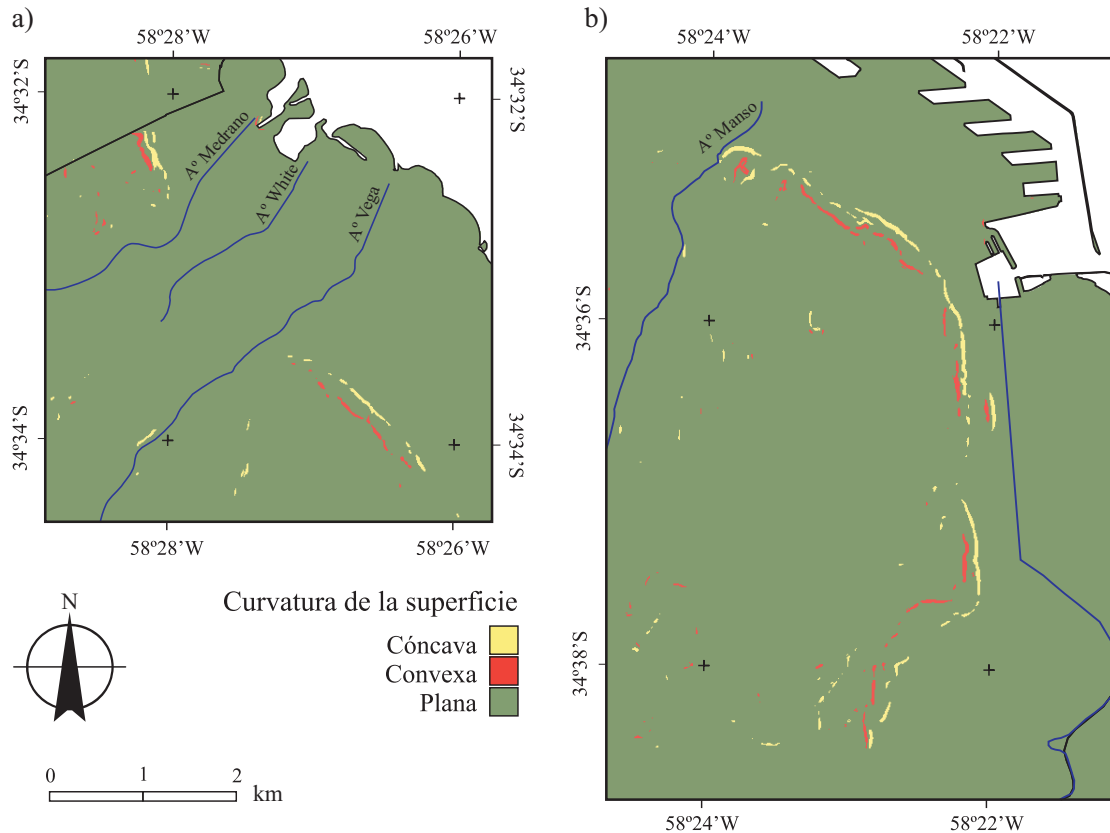 a)
58º28’W
58º26’W
34º32’S
34º32’S
Aº Medrano
Aº White
Aº Vega
34º34’S
34º34’S
58º28’W
58º26’W
N
Curvatura de la superficie
Cóncava
Convexa
Plana
0 1 2
km
b)
58º24’W
58º22’W
Aº Manso
34º36’S
34º38’S
58º24’W
58º22’W